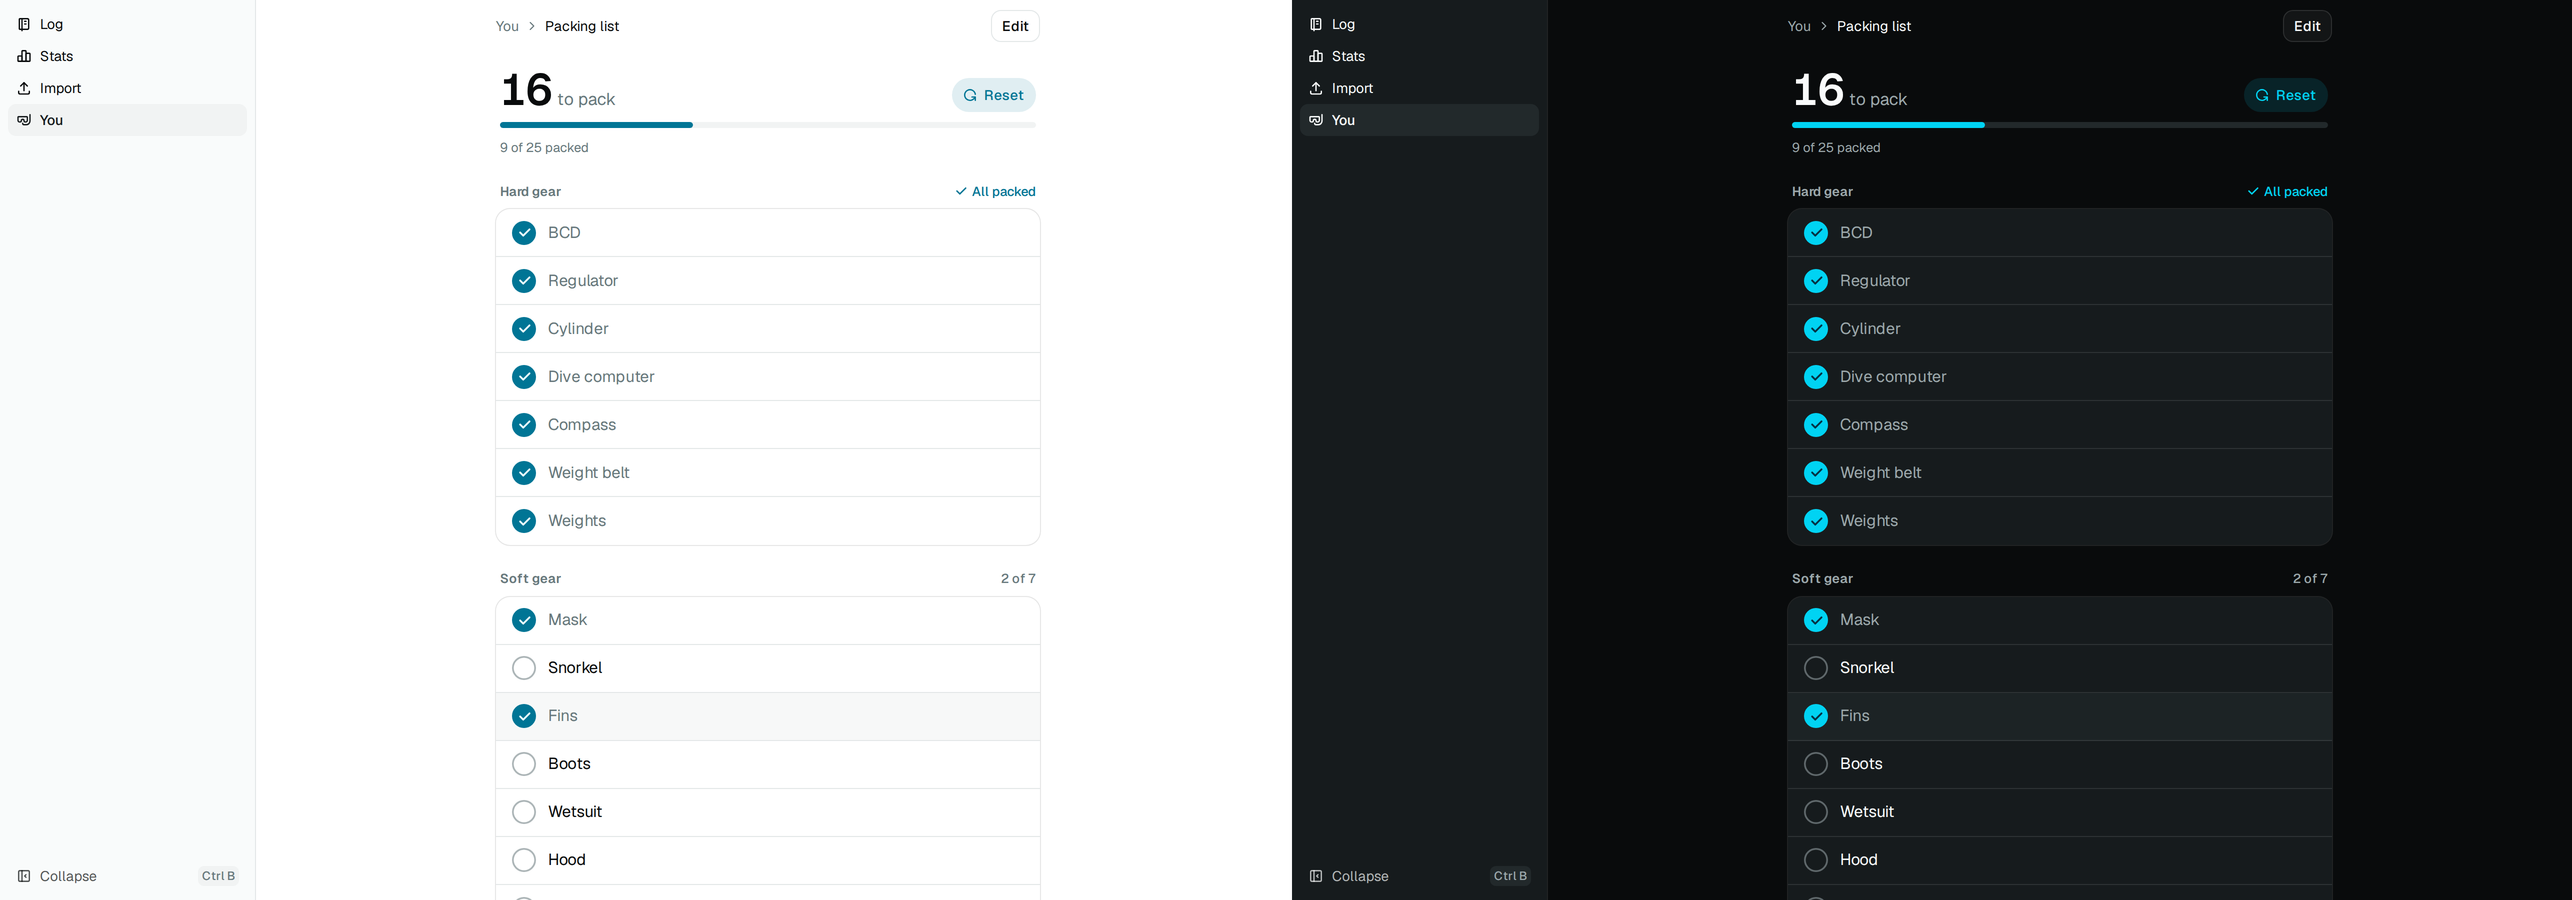 Log
Stats
Import
You
Collapse
Ctrl B
You > Packing list
Edit
16 to pack
Reset
9 of 25 packed
Hard gear
All packed
BCD
Regulator
Cylinder
Dive computer
Compass
Weight belt
Weights
Soft gear
2 of 7
Mask
Snorkel
Fins
Boots
Wetsuit
Hood
Log
Stats
Import
You
Collapse
Ctrl B
You > Packing list
Edit
16 to pack
Reset
9 of 25 packed
Hard gear
All packed
BCD
Regulator
Cylinder
Dive computer
Compass
Weight belt
Weights
Soft gear
2 of 7
Mask
Snorkel
Fins
Boots
Wetsuit
Hood